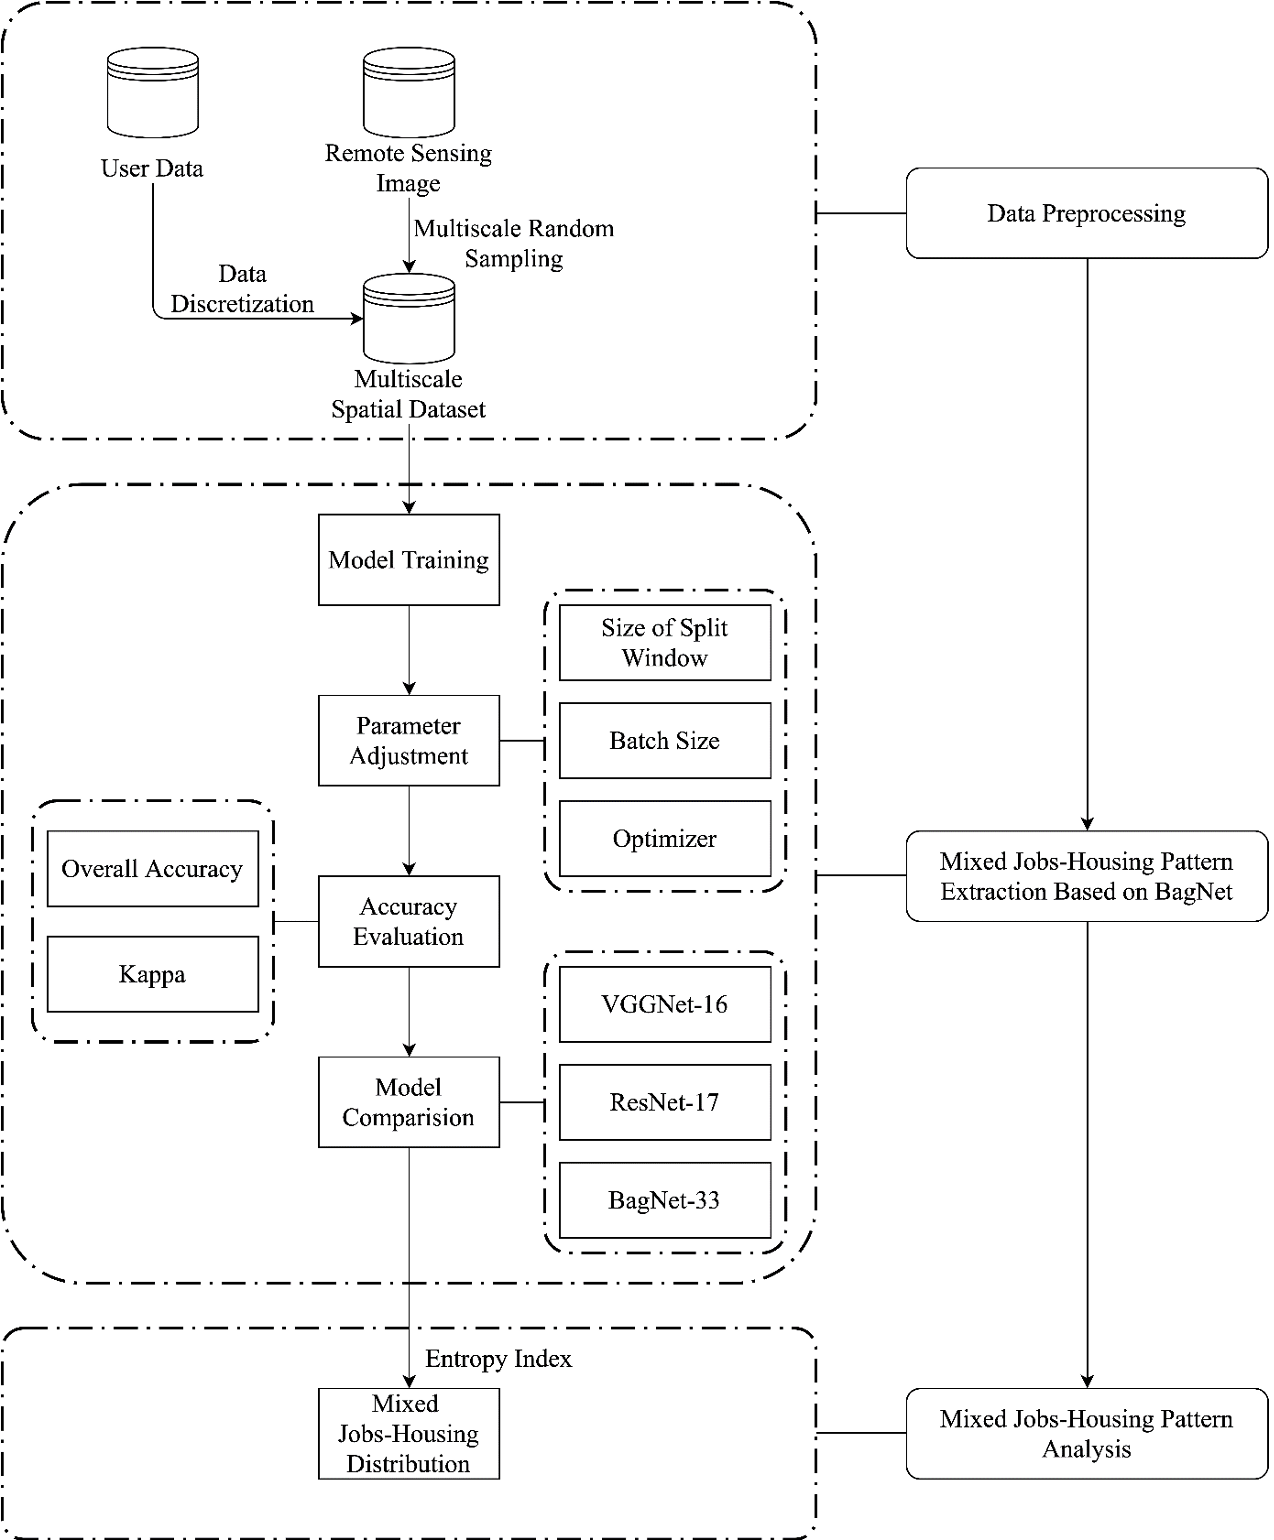 User Data
Remote Sensing
Image
Multiscale Random
Sampling
Data
Discretization
Multiscale
Spatial Dataset
Data Preprocessing
Model Training
Size of Split
Window
Parameter
Adjustment
Batch Size
Optimizer
Overall Accuracy
Kappa
Accuracy
Evaluation
Mixed Jobs-Housing Pattern
Extraction Based on BagNet
VGGNet-16
Model
Comparision
ResNet-17
BagNet-33
Entropy Index
Mixed
Jobs-Housing
Distribution
Mixed Jobs-Housing Pattern
Analysis